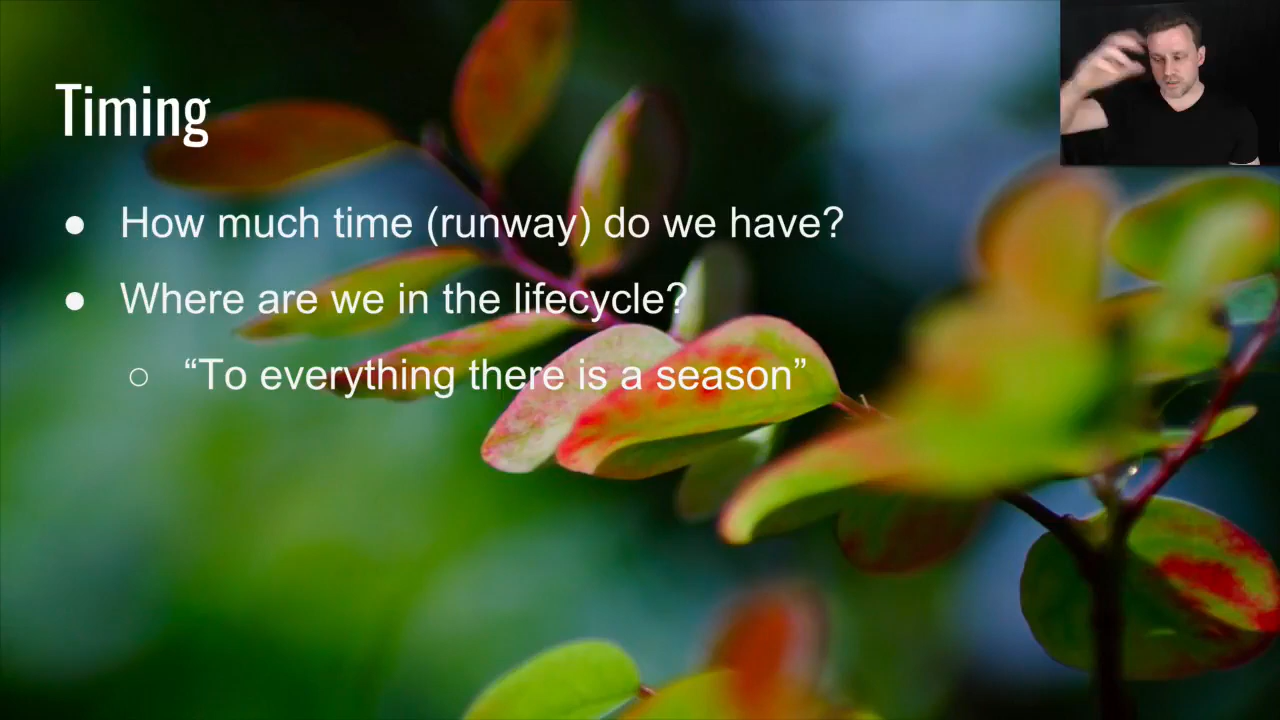 Timing
● How much time (runway) do we have?
● Where are we in the lifecycle?
○ “To everything there is a season”